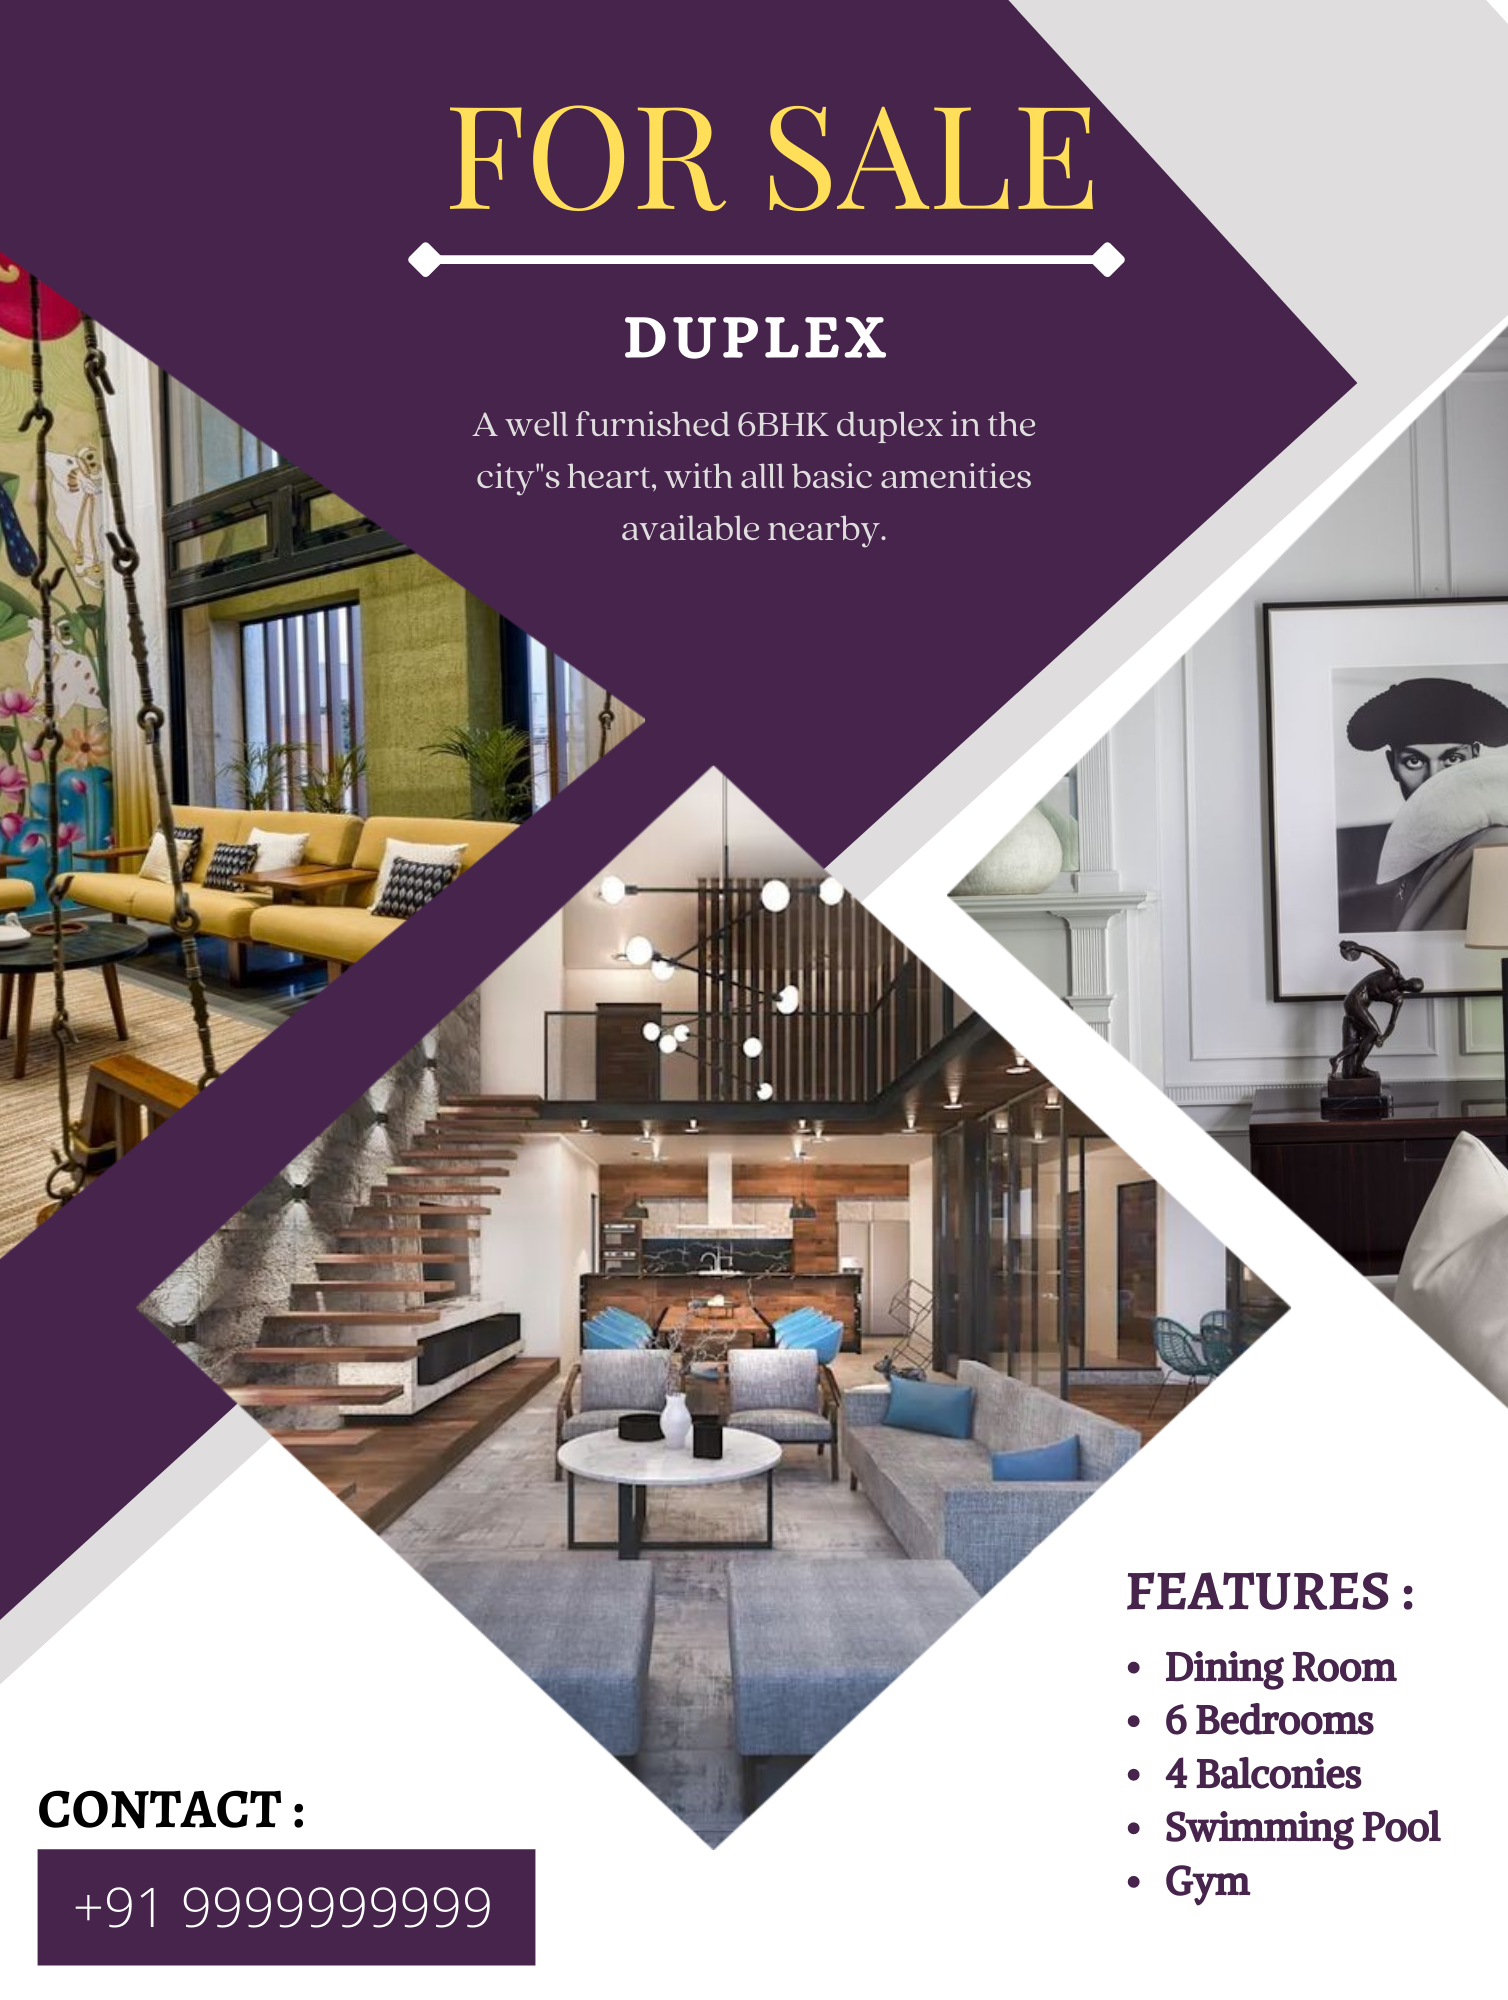 FOR SALE
DUPLEX
A well furnished 6BHK duplex in the
city"s heart, with alll basic amenities
available nearby.
FEATURES :
• Dining Room
• 6 Bedrooms
• 4 Balconies
• Swimming Pool
• Gym
CONTACT :
+91 9999999999